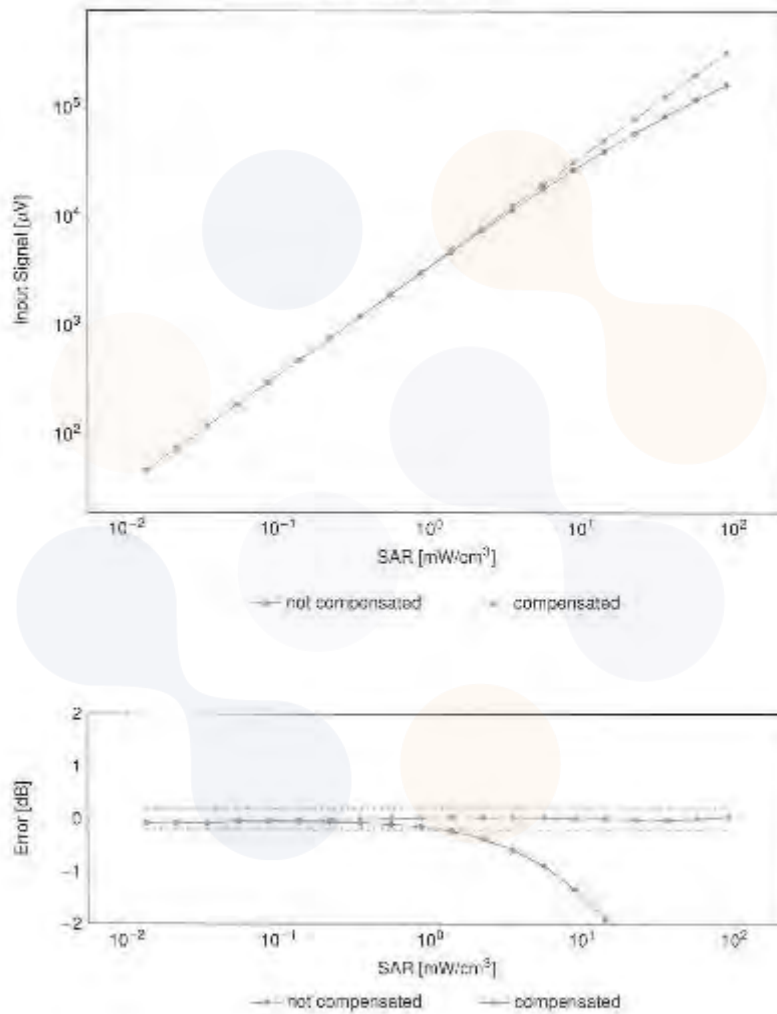 10⁵
Input Signal [µV]
10⁴
10³
10²
10⁻² 10⁻¹ 10⁰ 10¹ 10²
SAR [mW/cm³]
not compensated compensated
2
1
Error [dB]
0
-1
-2
10⁻² 10⁻¹ 10⁰ 10¹ 10²
SAR [mW/cm³]
not compensated compensated